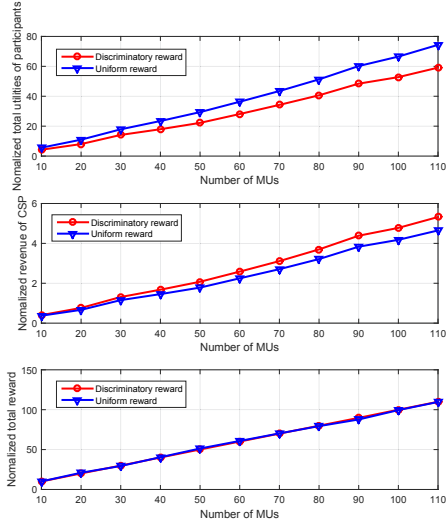 Nomalized total utilities of participants
80
60
40
20
0
Discriminatory reward
Uniform reward
10 20 30 40 50 60 70 80 90 100 110
Number of MUs
Nomalized revenue of CSP
6
4
2
0
Discriminatory reward
Uniform reward
10 20 30 40 50 60 70 80 90 100 110
Number of MUs
Nomalized total reward
150
100
50
0
Discriminatory reward
Uniform reward
10 20 30 40 50 60 70 80 90 100 110
Number of MUs